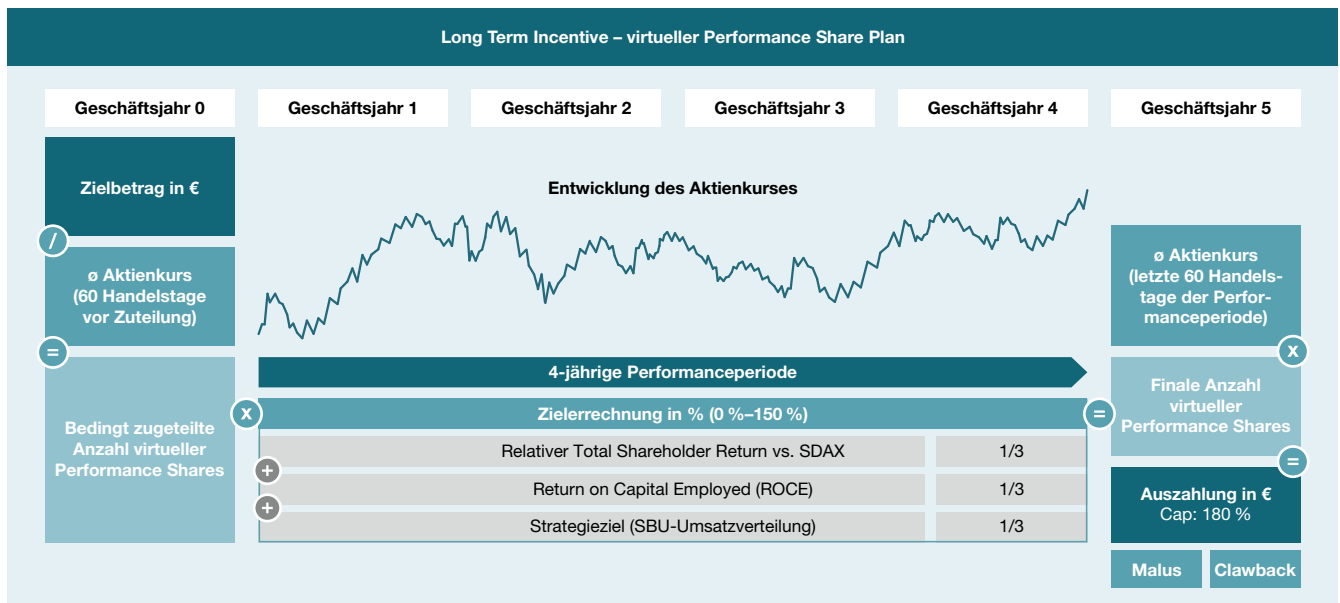 Long Term Incentive – virtueller Performance Share Plan
Geschäftsjahr 0
Geschäftsjahr 1
Geschäftsjahr 2
Geschäftsjahr 3
Geschäftsjahr 4
Geschäftsjahr 5
Zielbetrag in €
/
ø Aktienkurs
(60 Handelstage
vor Zuteilung)
=
Bedingt zugeteilte
Anzahl virtueller
Performance Shares
x
Entwicklung des Aktienkurses
4-jährige Performanceperiode
Zielerrechnung in % (0 %–150 %)
Relativer Total Shareholder Return vs. SDAX
1/3
+
Return on Capital Employed (ROCE)
1/3
+
Strategieziel (SBU-Umsatzverteilung)
1/3
=
ø Aktienkurs
(letzte 60 Handels-
tage der Perfor-
manceperiode)
x
Finale Anzahl
virtueller
Performance Shares
=
Auszahlung in €
Cap: 180 %
Malus
Clawback